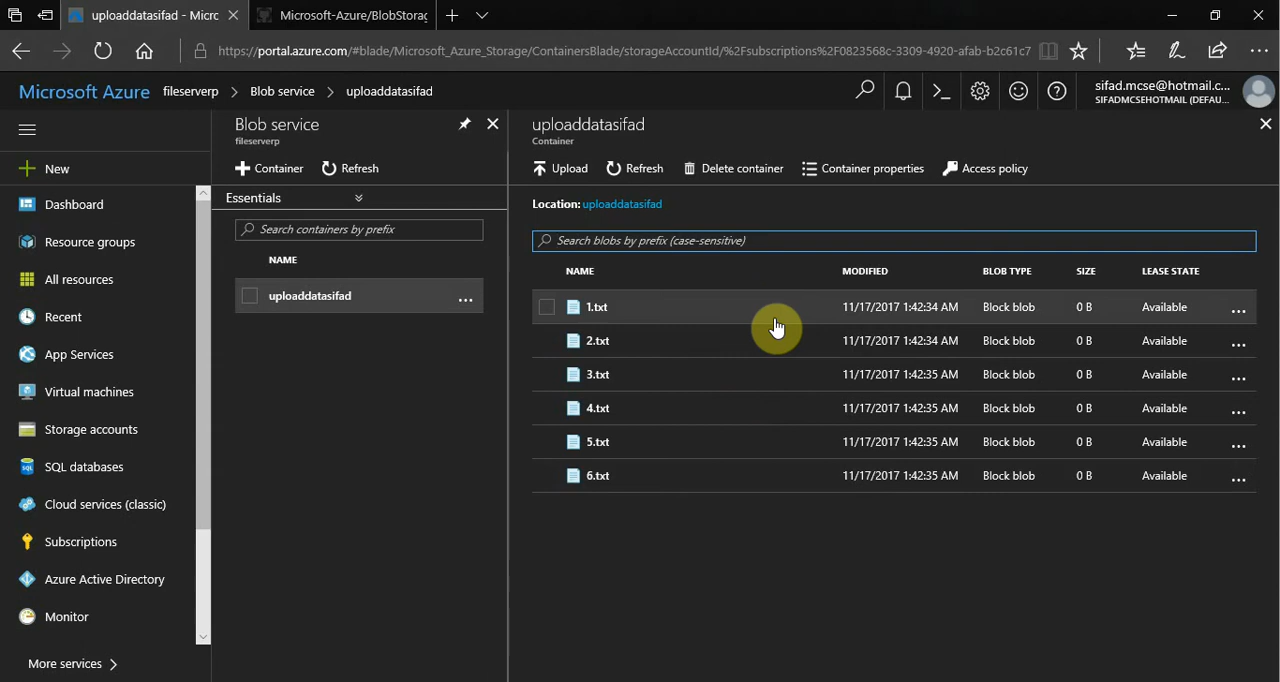 uploaddatasifad - Micrc
Microsoft-Azure/BlobStorag
https://portal.azure.com/#blade/Microsoft_Azure_Storage/ContainersBlade/storageAccountId/%2Fsubscriptions%2F0823568c-3309-4920-afab-b2c61c7
Microsoft Azure fileserverp > Blob service > uploaddatasifad
sifad.mcse@hotmail.c...
SIFADMCSEHOTMAIL (DEFAU...
New
Dashboard
Resource groups
All resources
Recent
App Services
Virtual machines
Storage accounts
SQL databases
Cloud services (classic)
Subscriptions
Azure Active Directory
Monitor
More services >
Blob service
fileserverp
Container Refresh
Essentials
Search containers by prefix
NAME
uploaddatasifad ...
uploaddatasifad
Container
Upload Refresh Delete container Container properties Access policy
Location: uploaddatasifad
Search blobs by prefix (case-sensitive)
NAME MODIFIED BLOB TYPE SIZE LEASE STATE
1.txt 11/17/2017 1:42:34 AM Block blob 0 B Available ...
2.txt 11/17/2017 1:42:34 AM Block blob 0 B Available ...
3.txt 11/17/2017 1:42:35 AM Block blob 0 B Available ...
4.txt 11/17/2017 1:42:35 AM Block blob 0 B Available ...
5.txt 11/17/2017 1:42:35 AM Block blob 0 B Available ...
6.txt 11/17/2017 1:42:35 AM Block blob 0 B Available ...